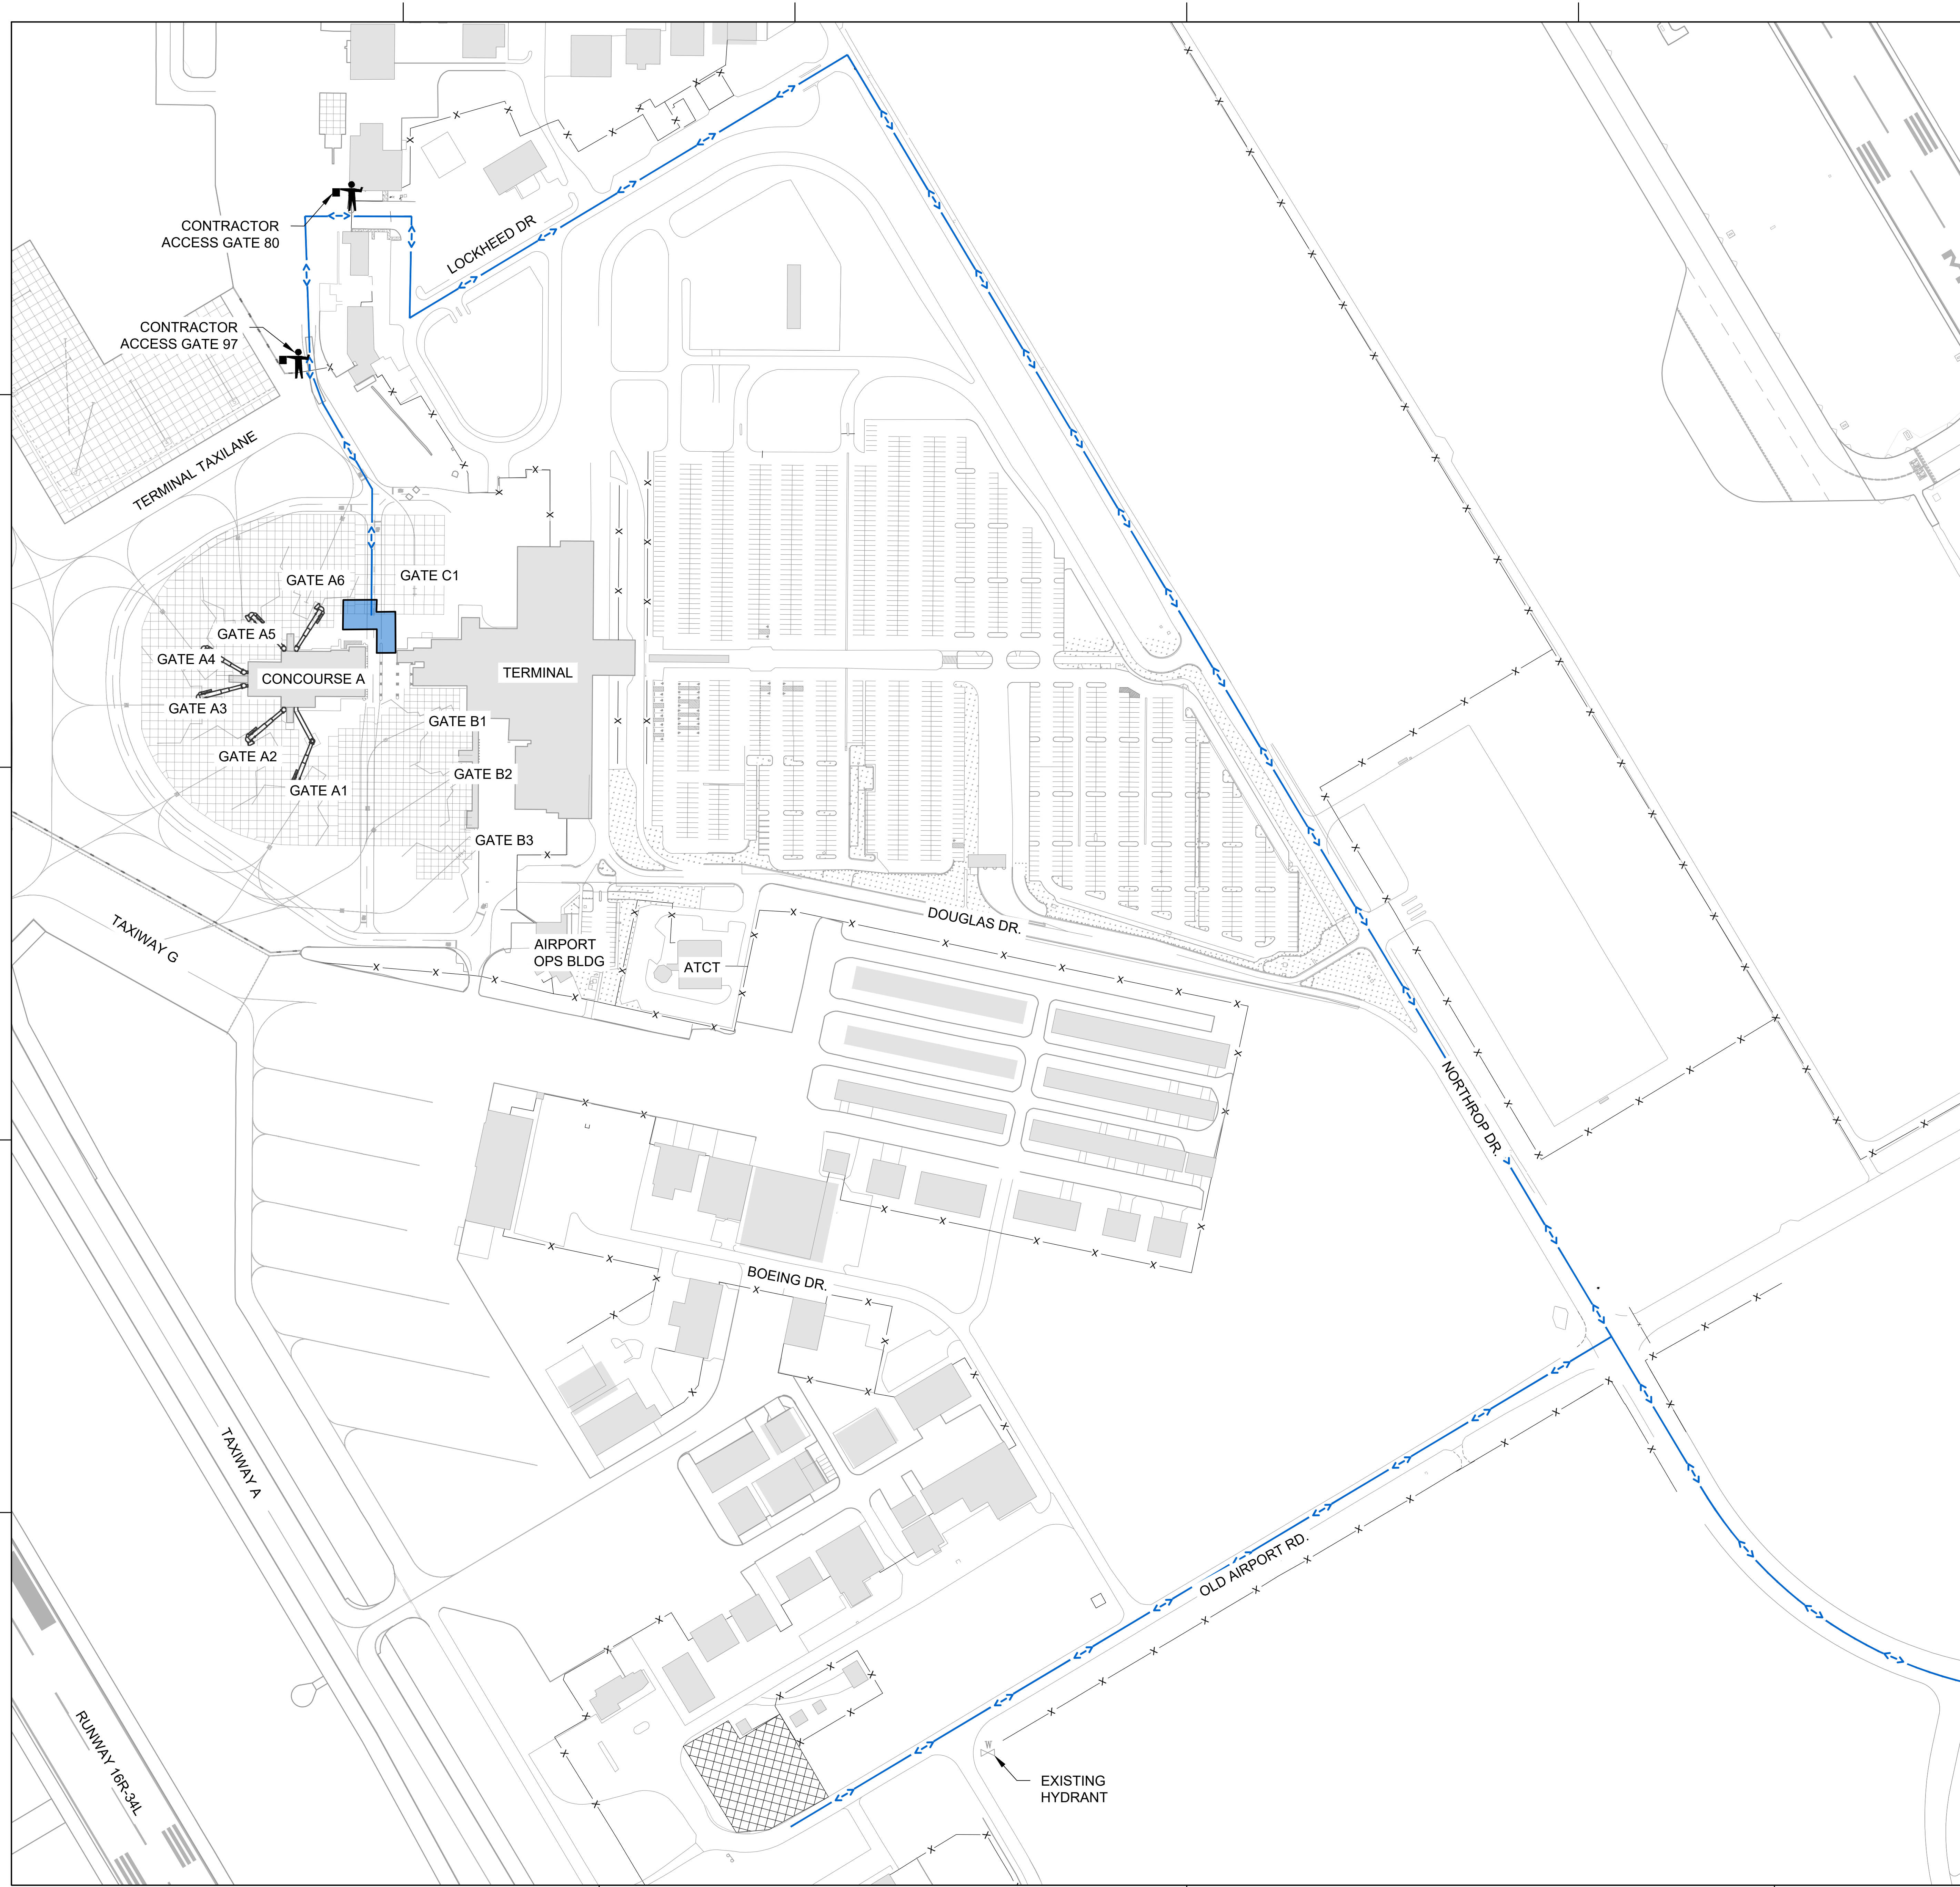 CONTRACTOR
ACCESS GATE 80
LOCKHEED DR
CONTRACTOR
ACCESS GATE 97
TERMINAL TAXILANE
GATE A6
GATE C1
GATE A5
GATE A4
CONCOURSE A
TERMINAL
GATE A3
GATE B1
GATE A2
GATE B2
GATE A1
GATE B3
TAXIWAY G
AIRPORT
OPS BLDG
ATCT
DOUGLAS DR.
NORTHROP DR.
BOEING DR.
TAXIWAY A
OLD AIRPORT RD.
RUNWAY 16R-34L
W
EXISTING
HYDRANT